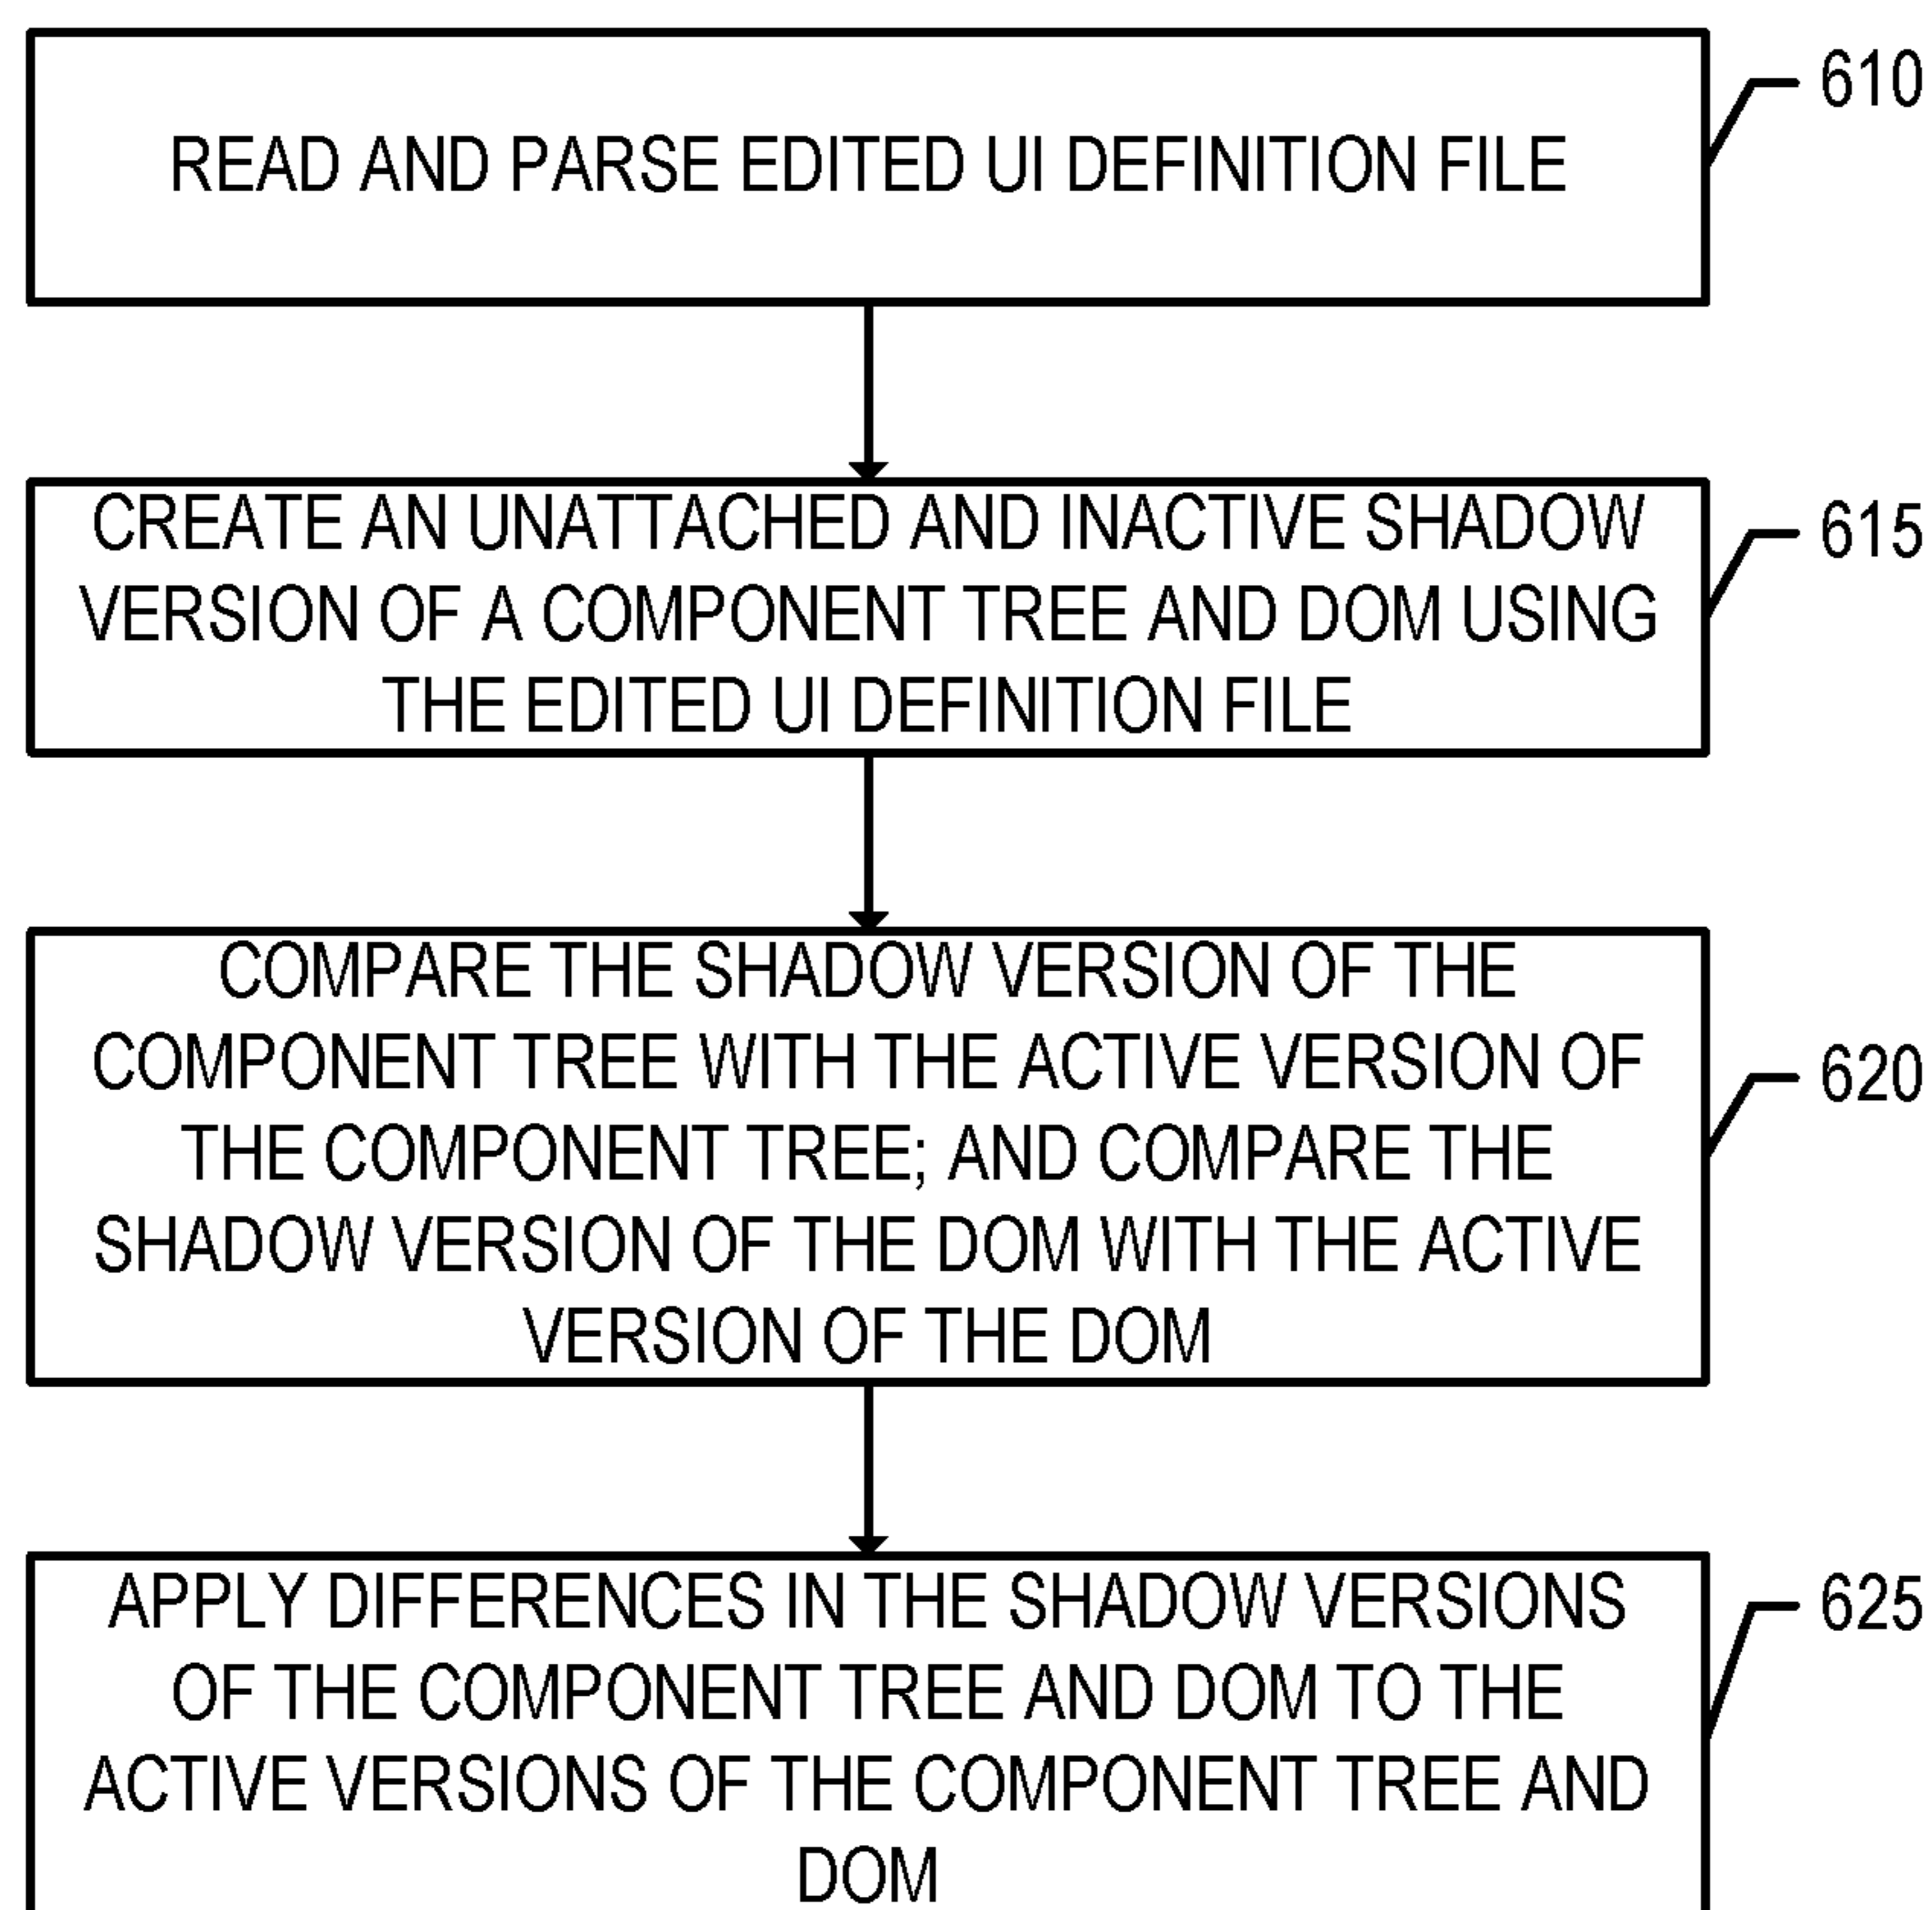 READ AND PARSE EDITED UI DEFINITION FILE
610
CREATE AN UNATTACHED AND INACTIVE SHADOW
VERSION OF A COMPONENT TREE AND DOM USING
THE EDITED UI DEFINITION FILE
615
COMPARE THE SHADOW VERSION OF THE
COMPONENT TREE WITH THE ACTIVE VERSION OF
THE COMPONENT TREE; AND COMPARE THE
SHADOW VERSION OF THE DOM WITH THE ACTIVE
VERSION OF THE DOM
620
APPLY DIFFERENCES IN THE SHADOW VERSIONS
OF THE COMPONENT TREE AND DOM TO THE
ACTIVE VERSIONS OF THE COMPONENT TREE AND
DOM
625